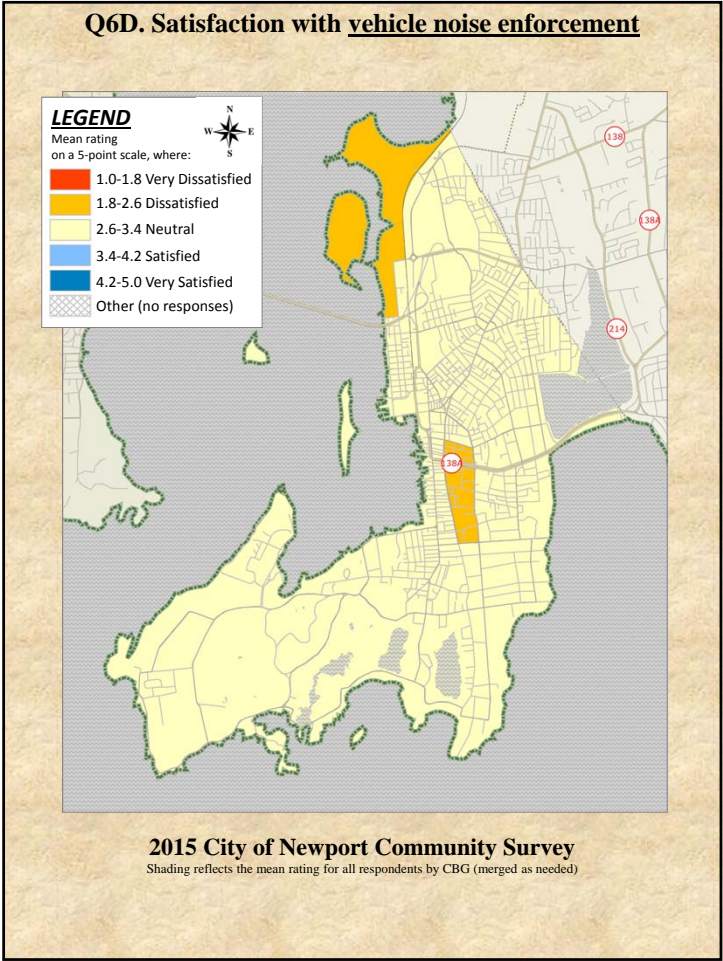 Q6D. Satisfaction with vehicle noise enforcement
LEGEND
Mean rating
on a 5-point scale, where:
N
W E
S
1.0-1.8 Very Dissatisfied
1.8-2.6 Dissatisfied
2.6-3.4 Neutral
3.4-4.2 Satisfied
4.2-5.0 Very Satisfied
Other (no responses)
138
138A
214
138A
2015 City of Newport Community Survey
Shading reflects the mean rating for all respondents by CBG (merged as needed)